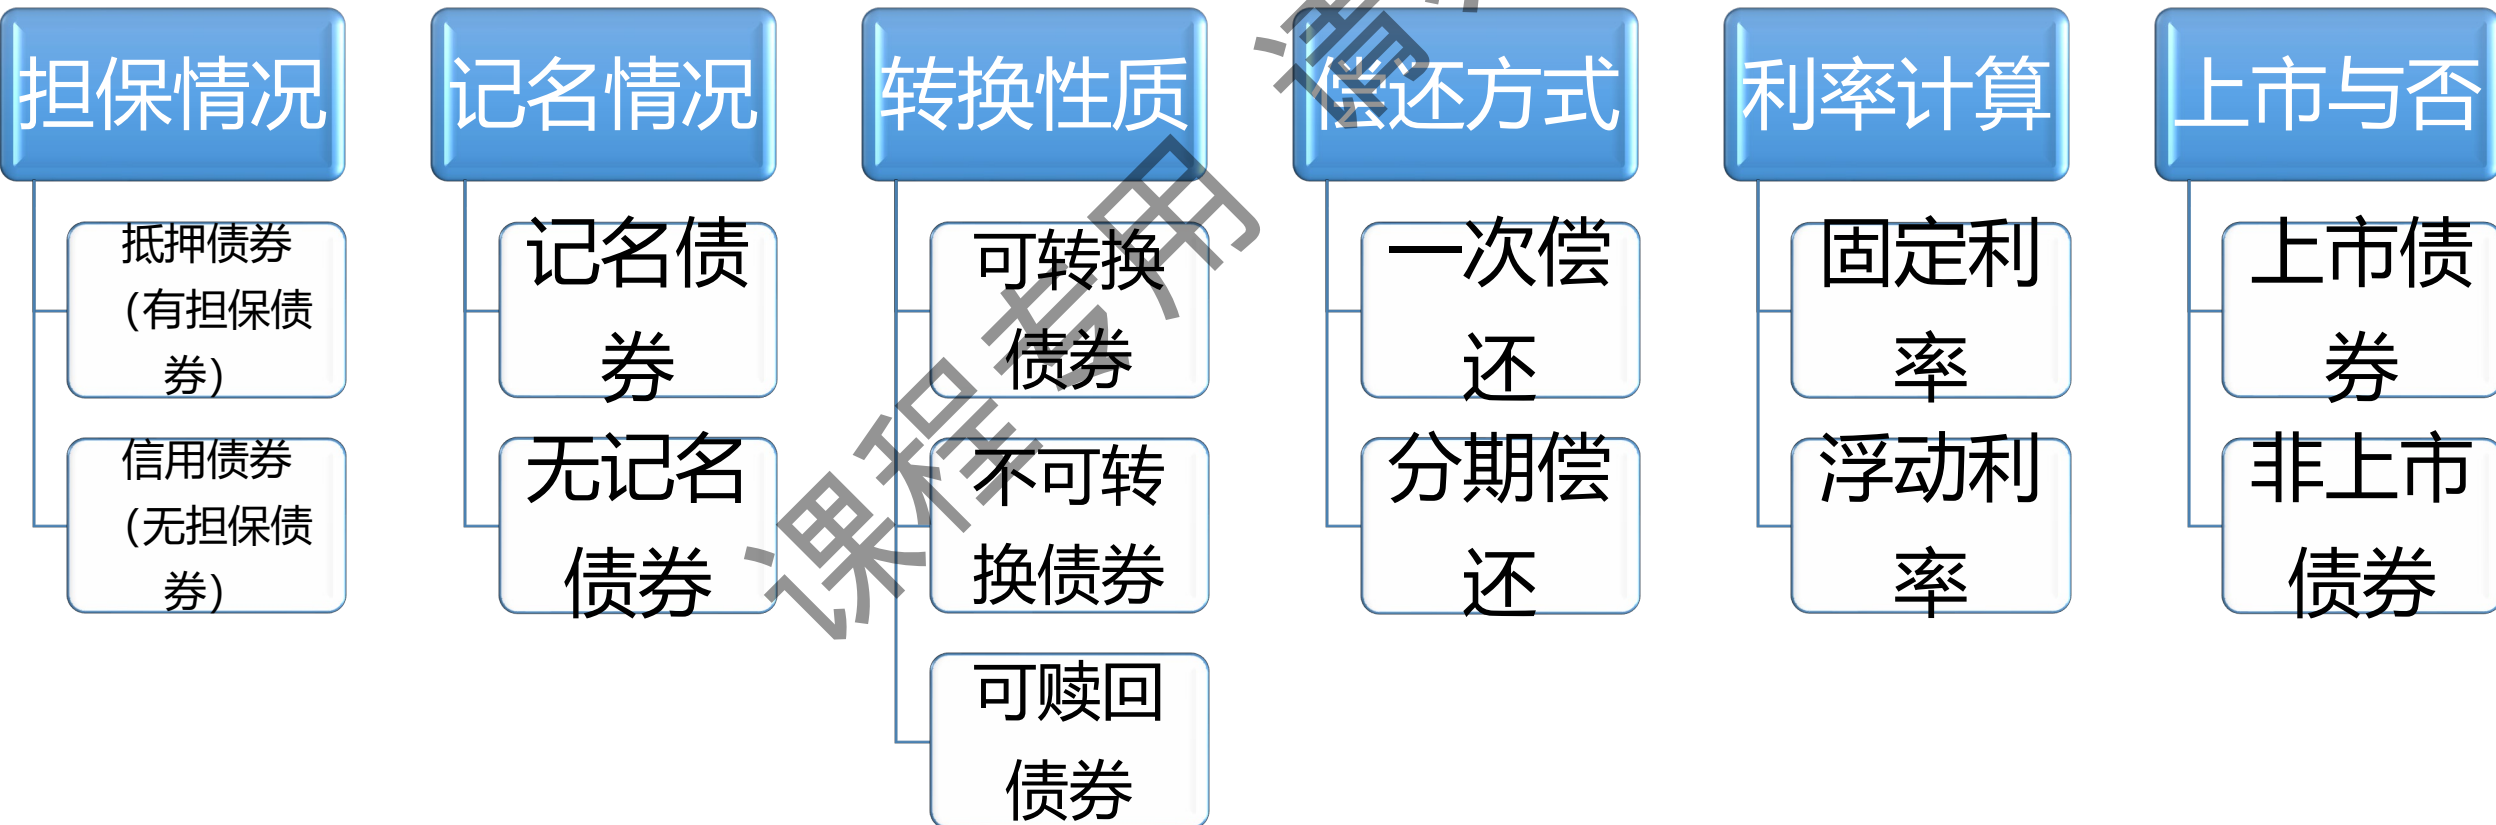 担保情况
抵押债券
（有担保债
券）
信用债券
（无担保债
券）
记名情况
记名债
券
无记名
债券
转换性质
可转换
债券
不可转
换债券
可赎回
债券
偿还方式
一次偿
还
分期偿
还
利率计算
固定利
率
浮动利
率
上市与否
上市债
券
非上市
债券
课程专用 请